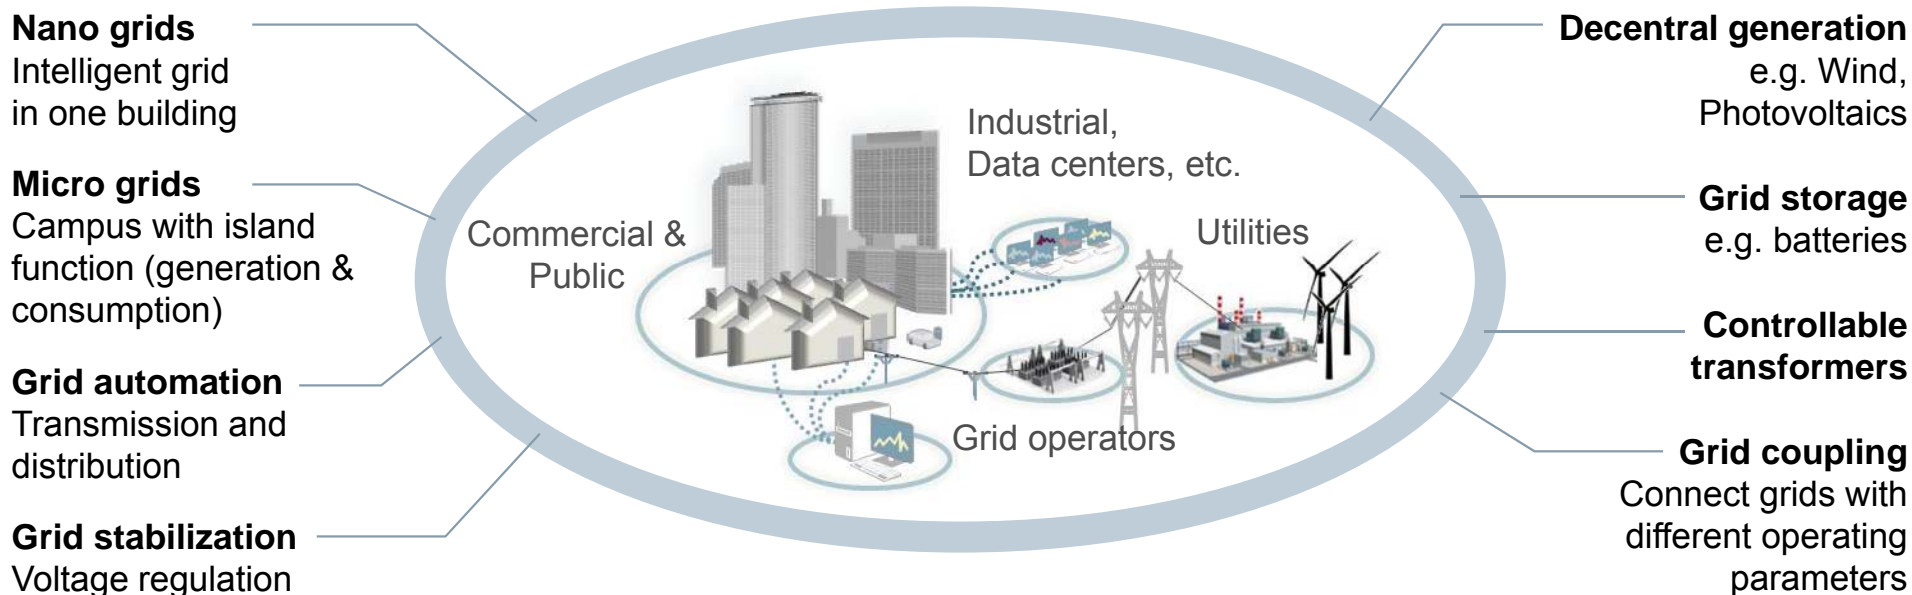 Nano grids
Intelligent grid
in one building
Micro grids
Campus with island
function (generation &
consumption)
Grid automation
Transmission and
distribution
Grid stabilization
Voltage regulation
Commercial &
Public
Industrial,
Data centers, etc.
Utilities
Grid operators
Decentral generation
e.g. Wind,
Photovoltaics
Grid storage
e.g. batteries
Controllable
transformers
Grid coupling
Connect grids with
different operating
parameters